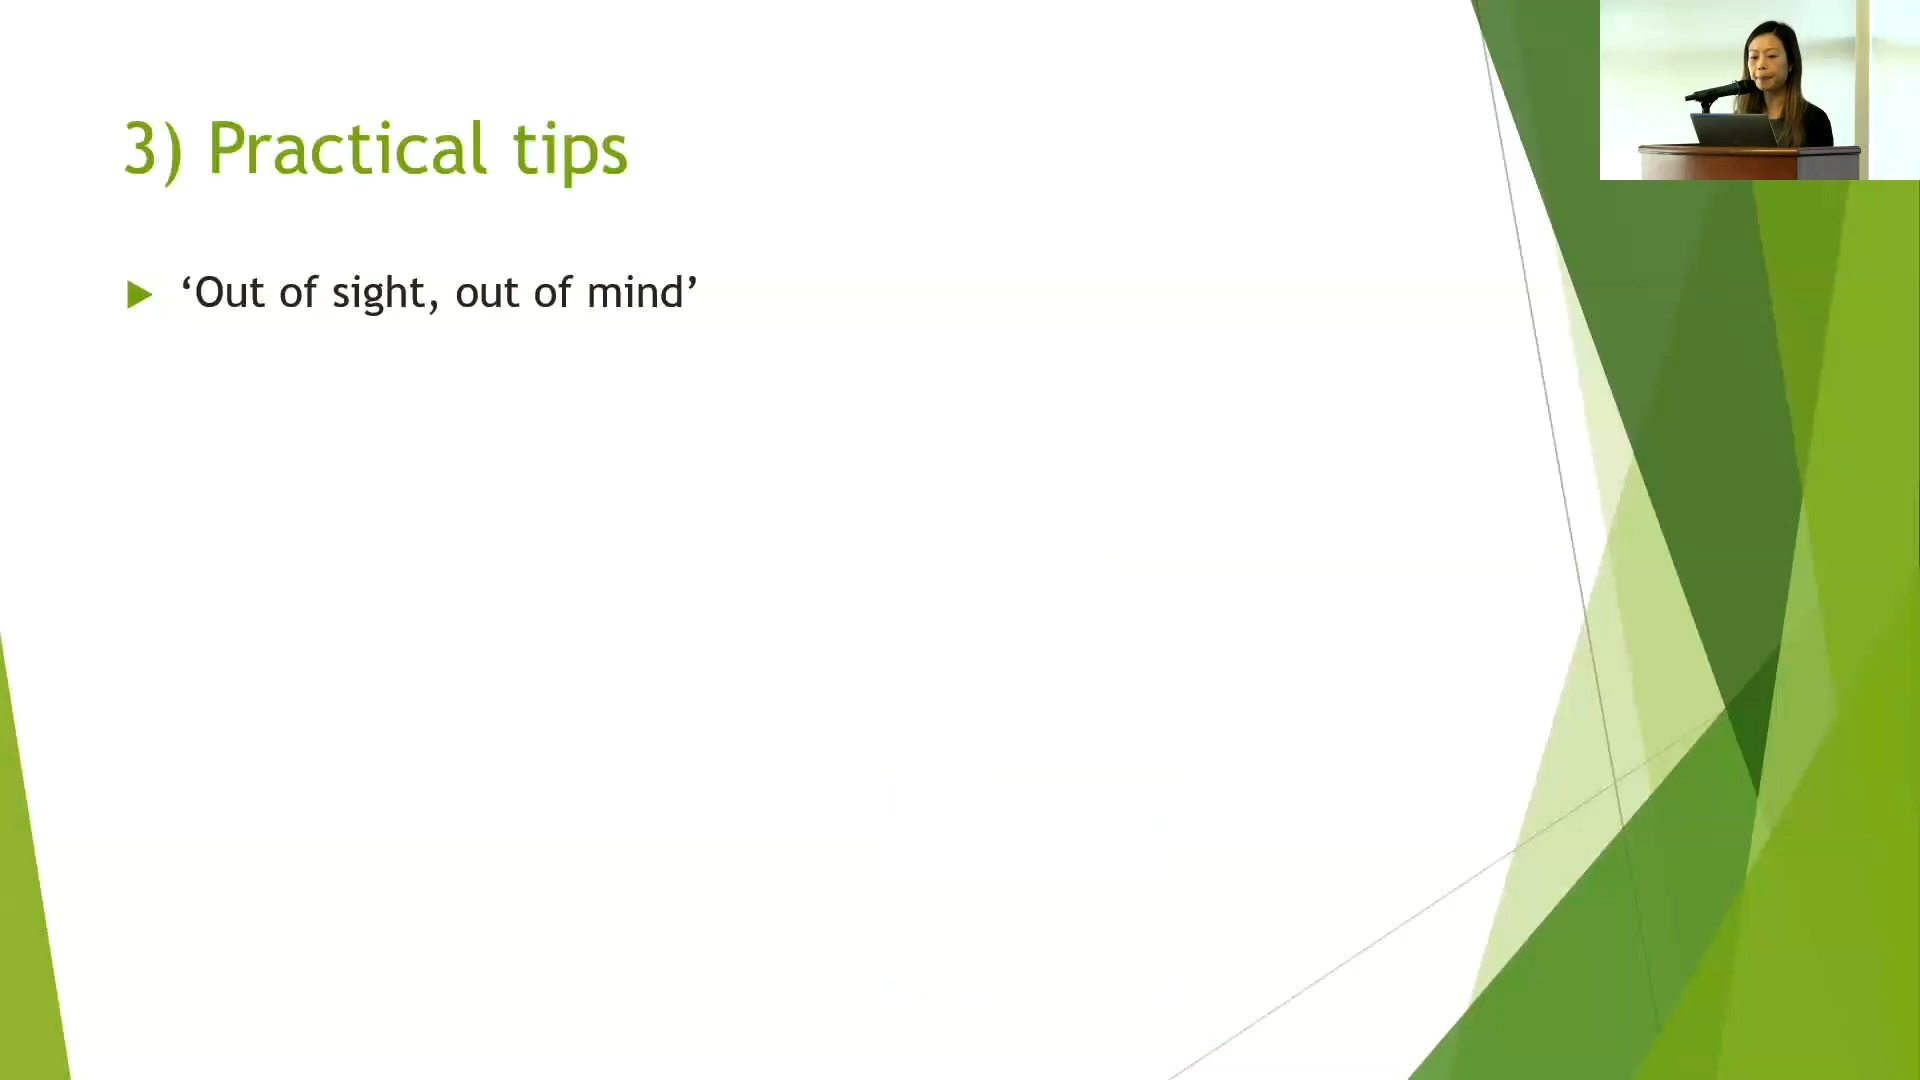 3) Practical tips
‘Out of sight, out of mind’